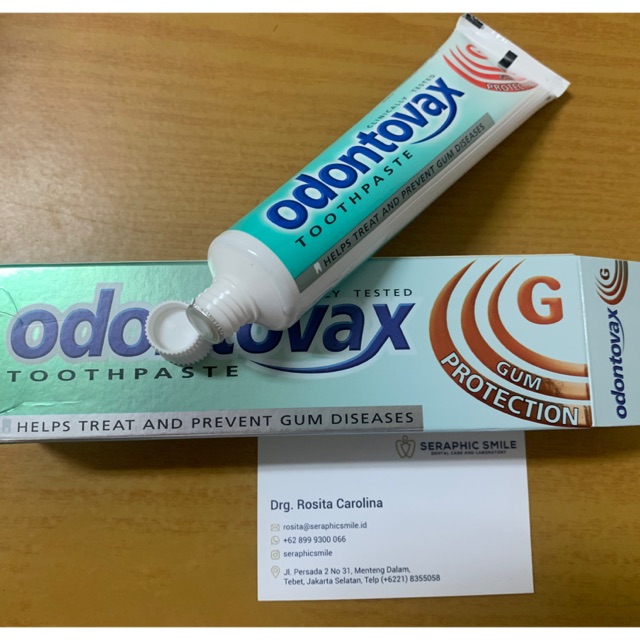 CLINICALLY TESTED
odontovax
TOOTHPASTE
HELPS TREAT AND PREVENT GUM DISEASES
PROTECTION
TESTED
odontovax
TOOTHPASTE
HELPS TREAT AND PREVENT GUM DISEASES
G
GUM
PROTECTION
G
odontovax
SERAPHIC SMILE
DENTAL CARE AND LABORATORY
Drg. Rosita Carolina
rosita@seraphicsmile.id
+62 899 9300 066
seraphicsmile
Jl. Persada 2 No 31, Menteng Dalam,
Tebet, Jakarta Selatan, Telp (+6221) 8355058